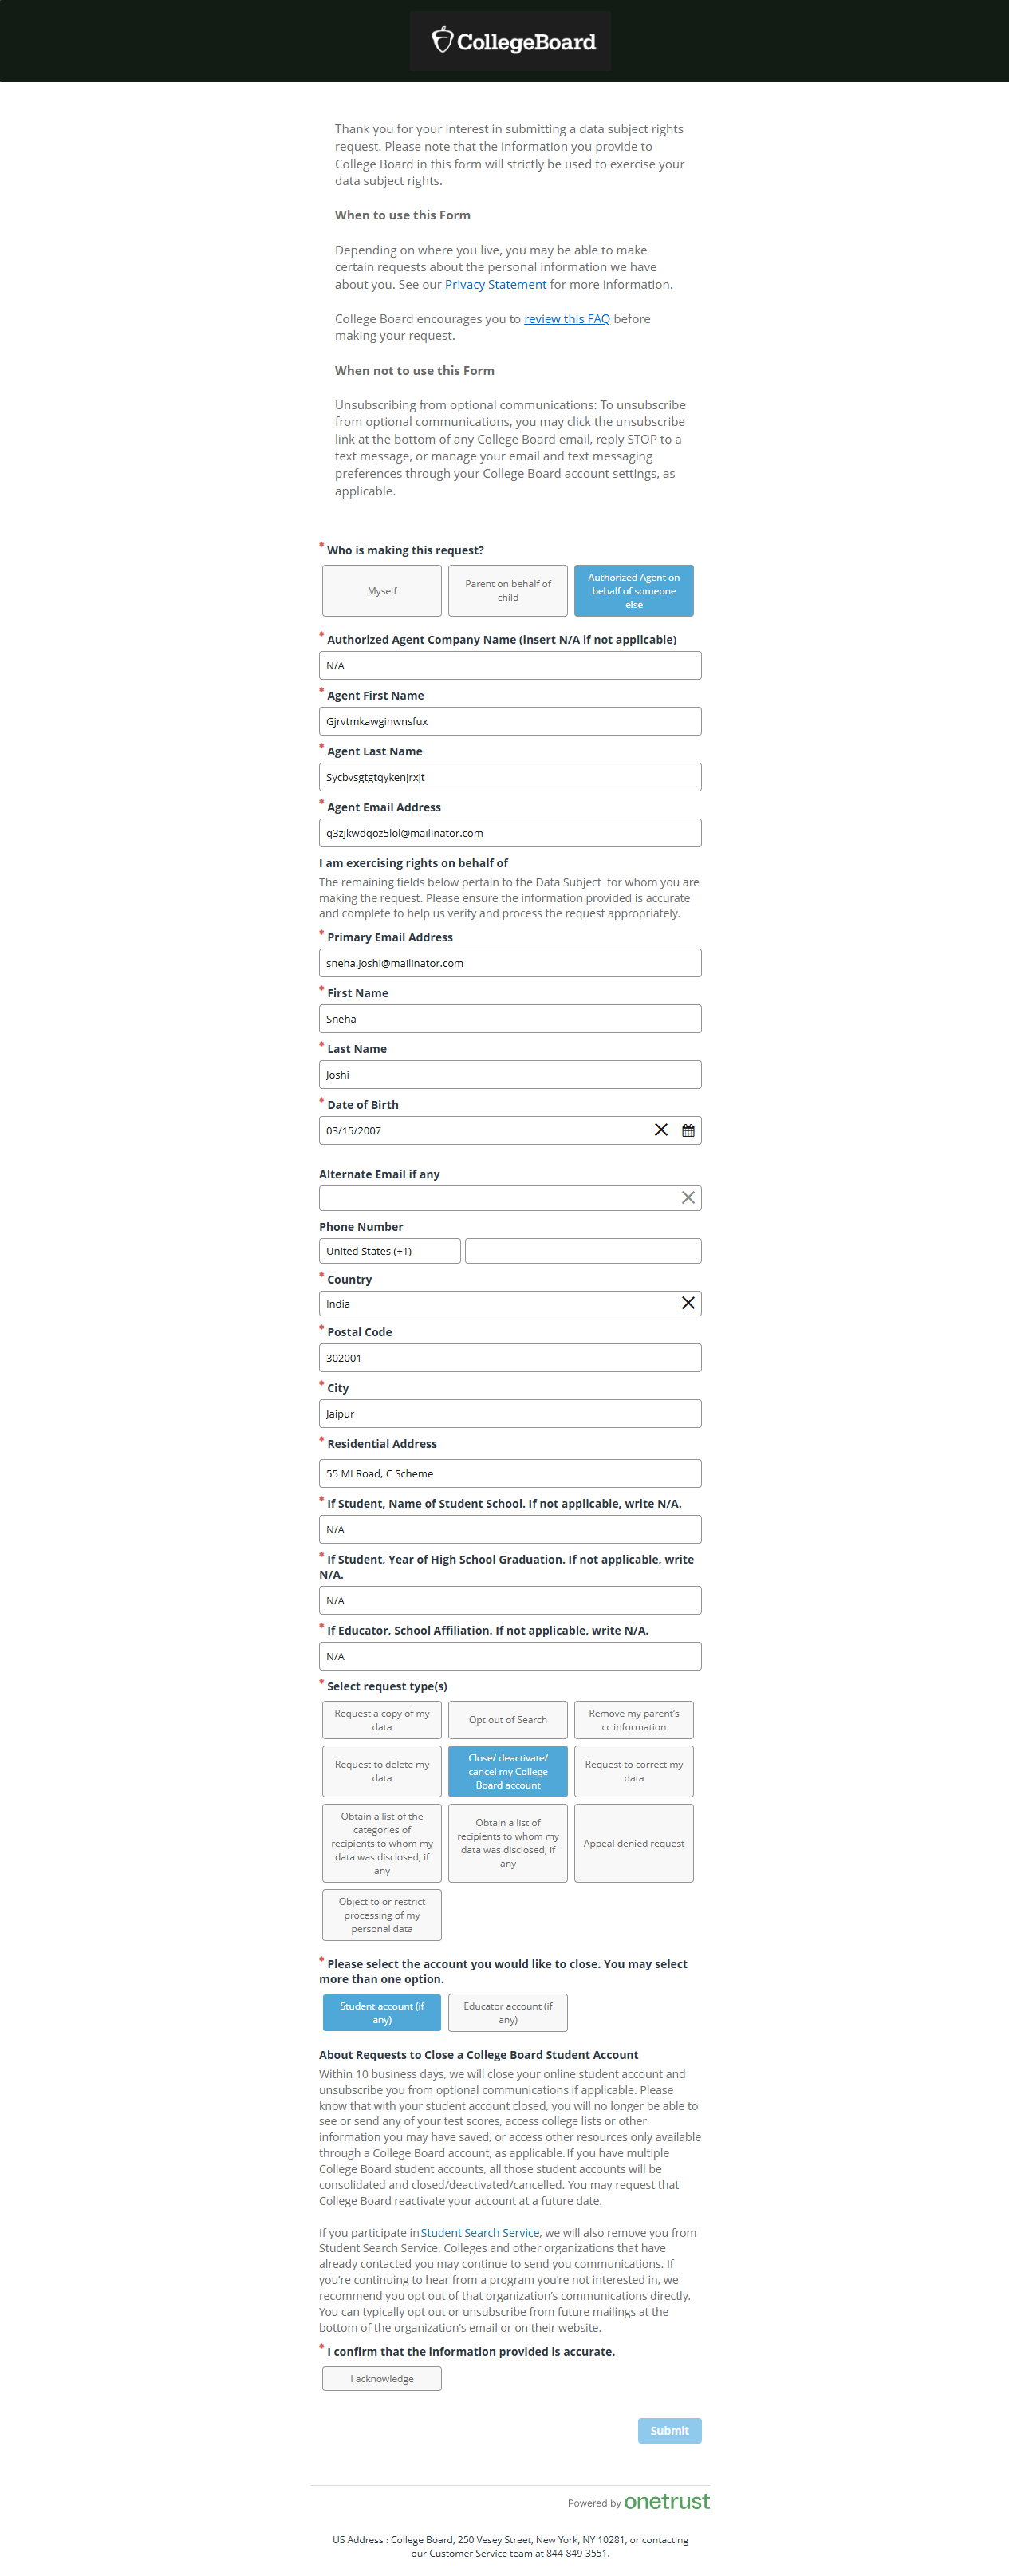 CollegeBoard
Thank you for your interest in submitting a data subject rights
request. Please note that the information you provide to
College Board in this form will strictly be used to exercise your
data subject rights.
When to use this Form
Depending on where you live, you may be able to make
certain requests about the personal information we have
about you. See our Privacy Statement for more information.
College Board encourages you to review this FAQ before
making your request.
When not to use this Form
Unsubscribing from optional communications: To unsubscribe
from optional communications, you may click the unsubscribe
link at the bottom of any College Board email, reply STOP to a
text message, or manage your email and text messaging
preferences through your College Board account settings, as
applicable.
* Who is making this request?
Myself
Parent on behalf of
child
Authorized Agent on
behalf of someone
else
* Authorized Agent Company Name (insert N/A if not applicable)
N/A
* Agent First Name
Gjrvtmkawginwnsfux
* Agent Last Name
Sycbvsgtgtqykenjrxjt
* Agent Email Address
q3zjkwdqoz5lol@mailinator.com
I am exercising rights on behalf of
The remaining fields below pertain to the Data Subject for whom you are
making the request. Please ensure the information provided is accurate
and complete to help us verify and process the request appropriately.
* Primary Email Address
sneha.joshi@mailinator.com
* First Name
Sneha
* Last Name
Joshi
* Date of Birth
03/15/2007
Alternate Email if any
Phone Number
United States (+1)
* Country
India
* Postal Code
302001
* City
Jaipur
* Residential Address
55 MI Road, C Scheme
* If Student, Name of Student School. If not applicable, write N/A.
N/A
* If Student, Year of High School Graduation. If not applicable, write
N/A.
N/A
* If Educator, School Affiliation. If not applicable, write N/A.
N/A
* Select request type(s)
Request a copy of my
data
Opt out of Search
Remove my parent's
cc information
Request to delete my
data
Close/ deactivate/
cancel my College
Board account
Request to correct my
data
Obtain a list of the
categories of
recipients to whom my
data was disclosed, if
any
Obtain a list of
recipients to whom my
data was disclosed, if
any
Appeal denied request
Object to or restrict
processing of my
personal data
* Please select the account you would like to close. You may select
more than one option.
Student account (if
any)
Educator account (if
any)
About Requests to Close a College Board Student Account
Within 10 business days, we will close your online student account and
unsubscribe you from optional communications if applicable. Please
know that with your student account closed, you will no longer be able to
see or send any of your test scores, access college lists or other
information you may have saved, or access other resources only available
through a College Board account, as applicable. If you have multiple
College Board student accounts, all those student accounts will be
consolidated and closed/deactivated/cancelled. You may request that
College Board reactivate your account at a future date.
If you participate in Student Search Service, we will also remove you from
Student Search Service. Colleges and other organizations that have
already contacted you may continue to send you communications. If
you're continuing to hear from a program you're not interested in, we
recommend you opt out of that organization's communications directly.
You can typically opt out or unsubscribe from future mailings at the
bottom of the organization's email or on their website.
* I confirm that the information provided is accurate.
I acknowledge
Submit
Powered by onetrust
US Address : College Board, 250 Vesey Street, New York, NY 10281, or contacting
our Customer Service team at 844-849-3551.